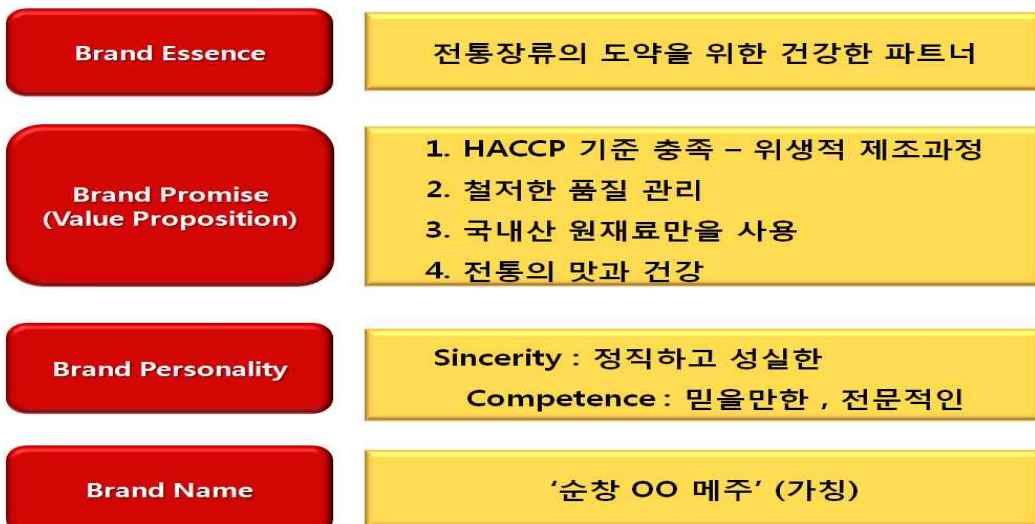 Brand Essence
전통장류의 도약을 위한 건강한 파트너
Brand Promise
(Value Proposition)
1. HACCP 기준 충족 – 위생적 제조과정
2. 철저한 품질 관리
3. 국내산 원재료만을 사용
4. 전통의 맛과 건강
Brand Personality
Sincerity : 정직하고 성실한
Competence : 믿을만한 , 전문적인
Brand Name
‘순창 OO 메주’ (가칭)